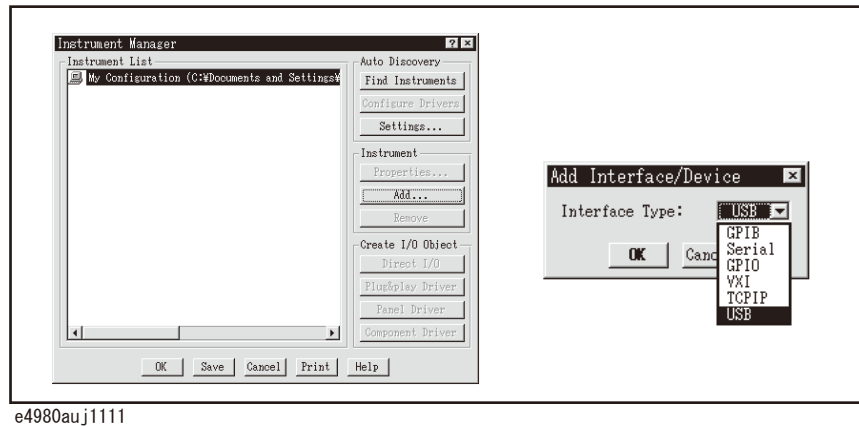 Instrument Manager
Instrument List
My Configuration (C:¥Documents and Settings¥
Auto Discovery
Find Instruments
Configure Drivers
Settings...
Instrument
Properties...
Add...
Remove
Create I/O Object
Direct I/O
Plug&play Driver
Panel Driver
Component Driver
OK Save Cancel Print Help
Add Interface/Device
Interface Type: USB
GPIB
Serial
GPIO
VXI
TCPIP
USB
OK Canc
e4980auj1111